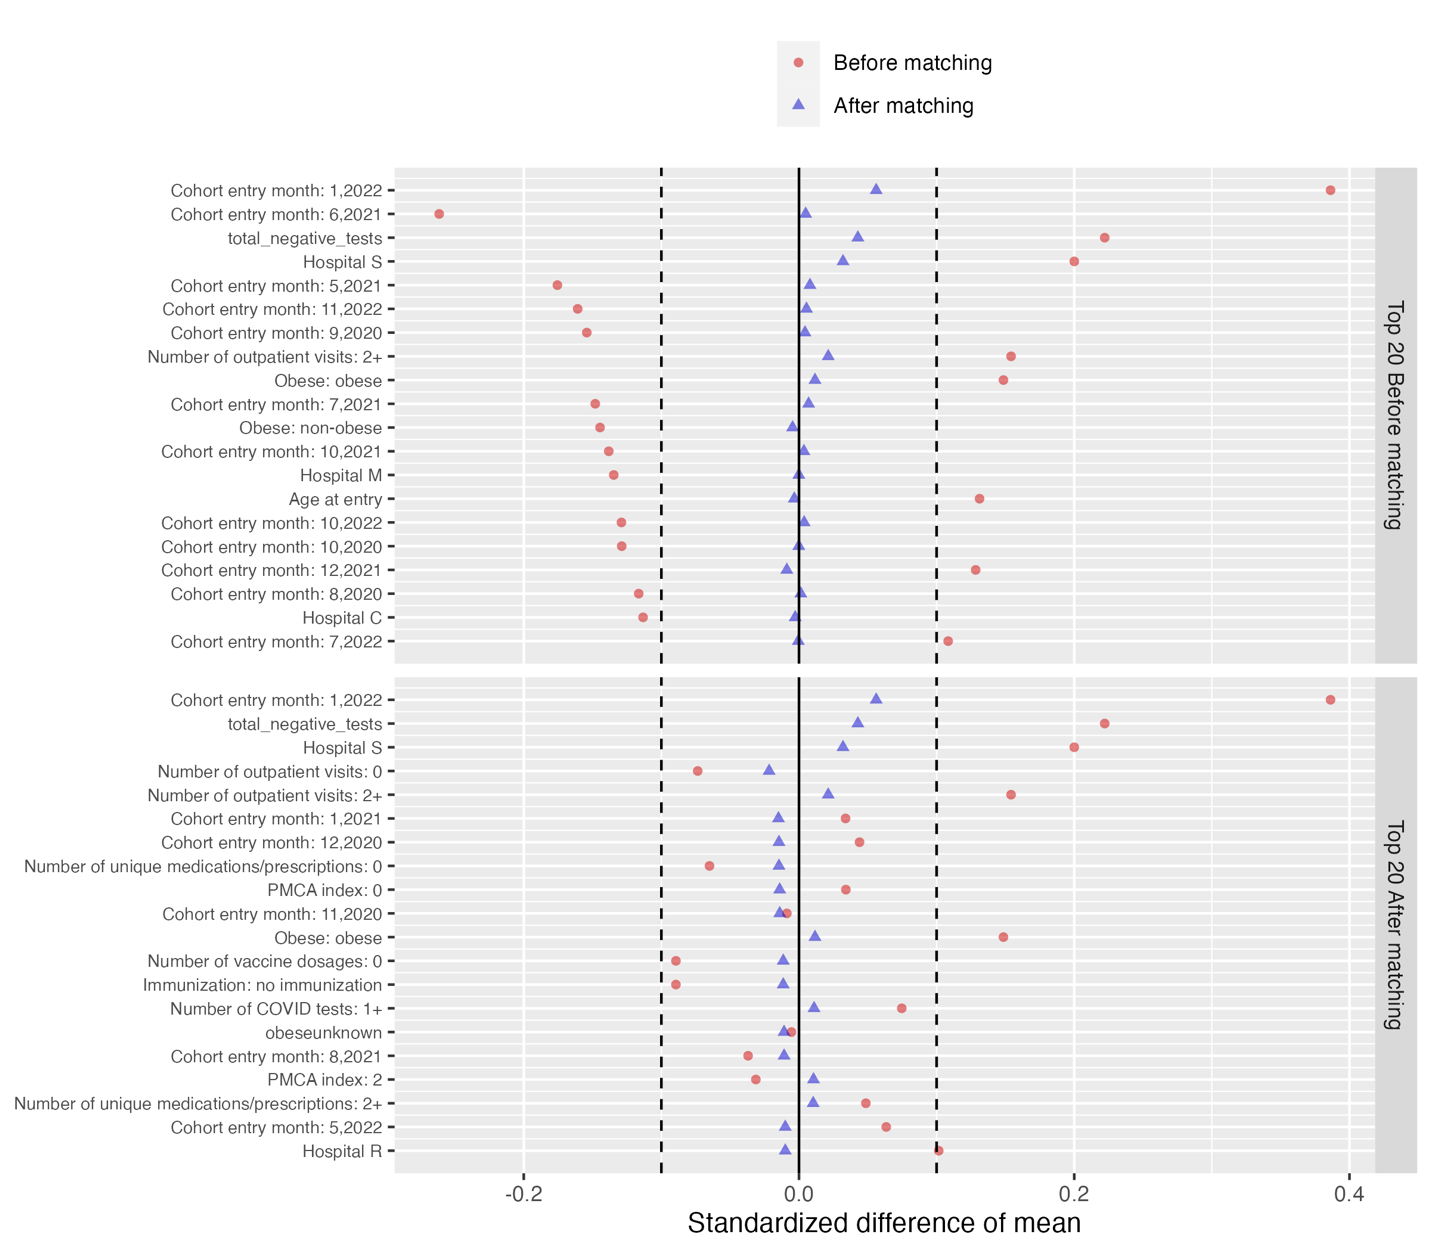 Before matching
After matching
Cohort entry month: 1,2022
Cohort entry month: 6,2021
total_negative_tests
Hospital S
Cohort entry month: 5,2021
Cohort entry month: 11,2022
Cohort entry month: 9,2020
Number of outpatient visits: 2+
Obese: obese
Cohort entry month: 7,2021
Obese: non-obese
Cohort entry month: 10,2021
Hospital M
Age at entry
Cohort entry month: 10,2022
Cohort entry month: 10,2020
Cohort entry month: 12,2021
Cohort entry month: 8,2020
Hospital C
Cohort entry month: 7,2022
Top 20 Before matching
Cohort entry month: 1,2022
total_negative_tests
Hospital S
Number of outpatient visits: 0
Number of outpatient visits: 2+
Cohort entry month: 1,2021
Cohort entry month: 12,2020
Number of unique medications/prescriptions: 0
PMCA index: 0
Cohort entry month: 11,2020
Obese: obese
Number of vaccine dosages: 0
Immunization: no immunization
Number of COVID tests: 1+
obeseunknown
Cohort entry month: 8,2021
PMCA index: 2
Number of unique medications/prescriptions: 2+
Cohort entry month: 5,2022
Hospital R
Top 20 After matching
-0.2 0.0 0.2 0.4
Standardized difference of mean